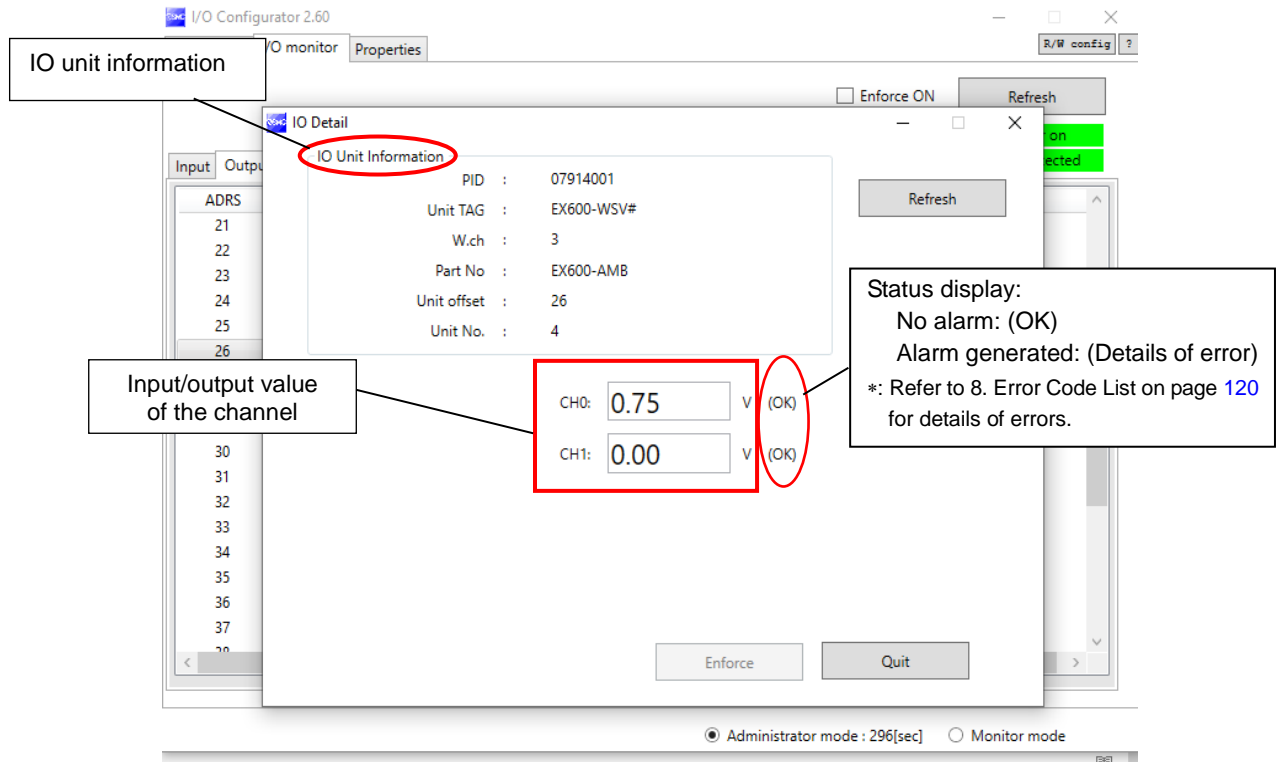 I/O Configurator 2.60
I/O monitor Properties R/W config ?
IO unit information
Enforce ON Refresh
IO Detail
on
Input Outpu
IO Unit Information
ected
PID : 07914001
Refresh
ADRS
Unit TAG : EX600-WSV#
21
W.ch : 3
22
Part No : EX600-AMB
23
Unit offset : 26
24
Unit No. : 4
25
26
Status display:
No alarm: (OK)
Alarm generated: (Details of error)
*: Refer to 8. Error Code List on page 120
for details of errors.
Input/output value
of the channel
CH0: 0.75 V (OK)
CH1: 0.00 V (OK)
30
31
32
33
34
35
36
37
Enforce Quit
Administrator mode : 296[sec] Monitor mode